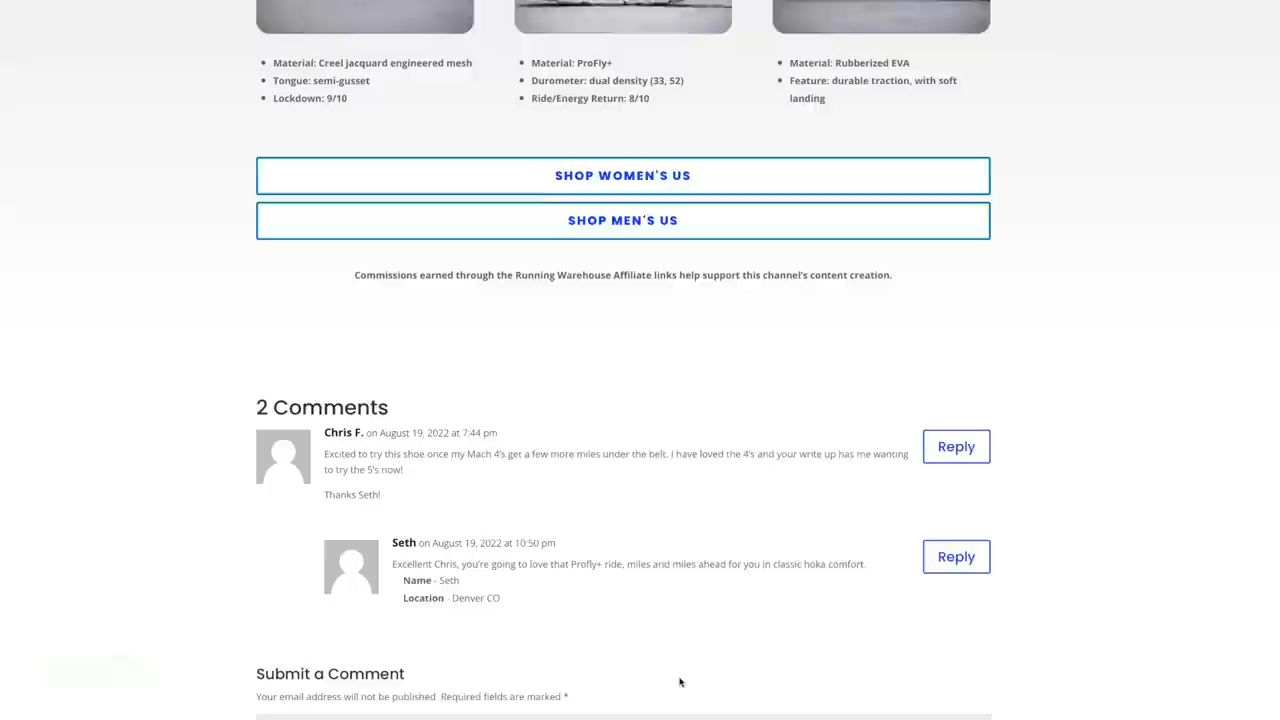 Material: Creel jacquard engineered mesh
Tongue: semi-gusset
Lockdown: 9/10
Material: ProFly+
Durometer: dual density (33, 52)
Ride/Energy Return: 8/10
Material: Rubberized EVA
Feature: durable traction, with soft
landing
SHOP WOMEN'S US
SHOP MEN'S US
Commissions earned through the Running Warehouse Affiliate links help support this channel's content creation.
2 Comments
Chris F. on August 19, 2022 at 7:44 pm
Reply
Excited to try this shoe once my Mach 4's get a few more miles under the belt. I have loved the 4's and your write up has me wanting
to try the 5's now!
Thanks Seth!
Seth on August 19, 2022 at 10:50 pm
Reply
Excellent Chris, you're going to love that Profly+ ride, miles and miles ahead for you in classic hoka comfort.
Name - Seth
Location - Denver CO
Submit a Comment
Your email address will not be published. Required fields are marked *